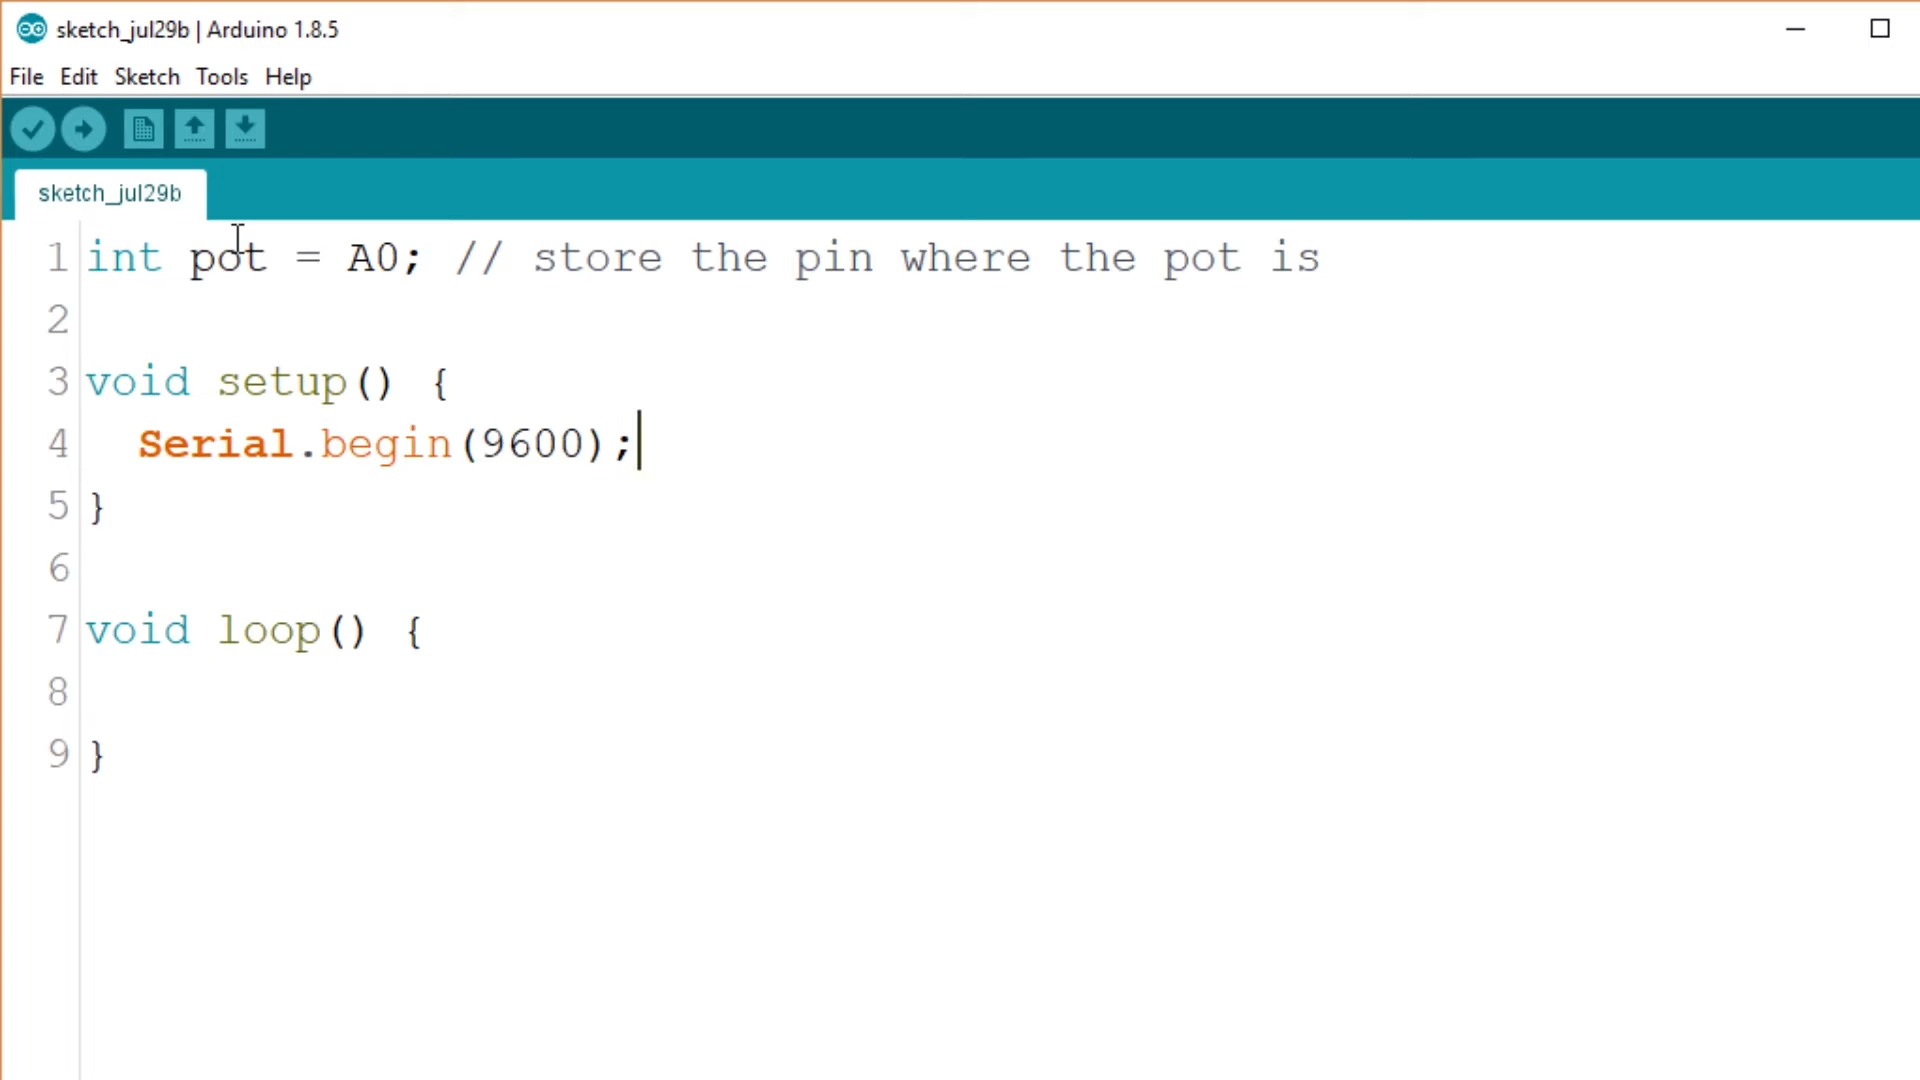 sketch_jul29b | Arduino 1.8.5
File Edit Sketch Tools Help
sketch_jul29b
1 int pot = A0; // store the pin where the pot is
2
3 void setup() {
4 Serial.begin(9600);
5 }
6
7 void loop() {
8
9 }